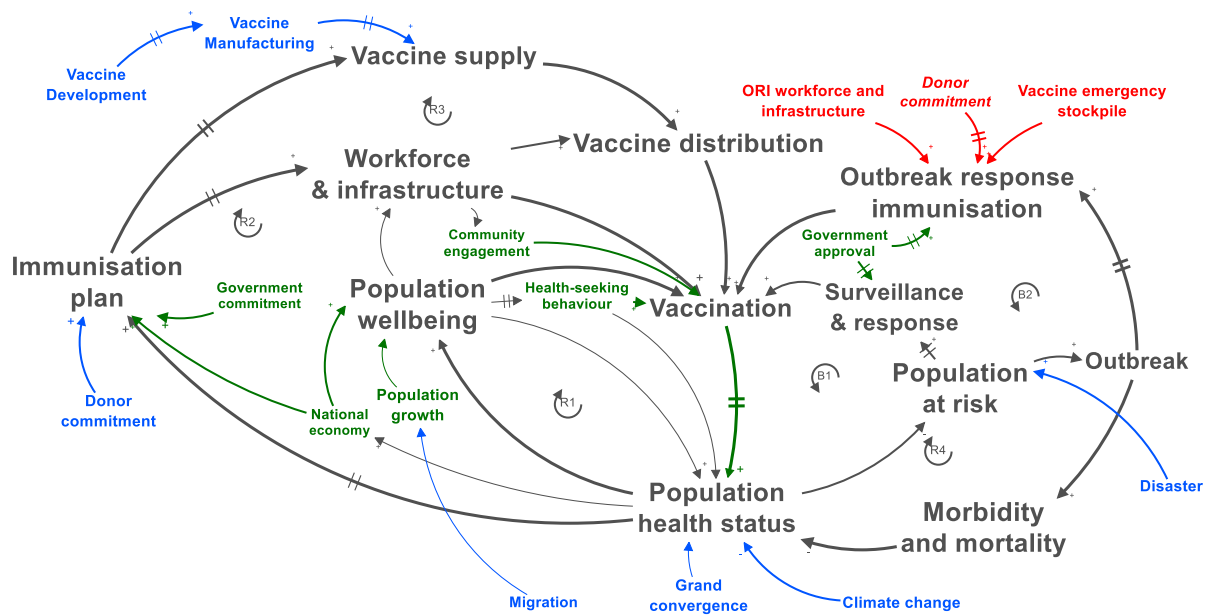 Vaccine
Manufacturing
Vaccine
Development
Vaccine supply
R3
ORI workforce and
infrastructure
Donor
commitment
Vaccine emergency
stockpile
Vaccine distribution
Workforce
& infrastructure
Outbreak response
immunisation
R2
Community
engagement
Government
approval
Immunisation
plan
Government
commitment
Population
wellbeing
Health-seeking
behaviour
Vaccination
Surveillance
& response
B2
Donor
commitment
National
economy
Population
growth
R1
B1
Population
at risk
Outbreak
R4
Disaster
Population
health status
Morbidity
and mortality
Migration
Grand
convergence
Climate change